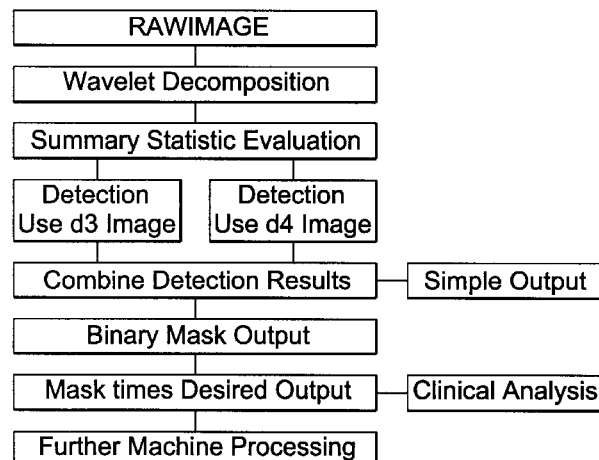 RAWIMAGE
Wavelet Decomposition
Summary Statistic Evaluation
Detection
Use d3 Image
Detection
Use d4 Image
Combine Detection Results
Simple Output
Binary Mask Output
Mask times Desired Output
Clinical Analysis
Further Machine Processing